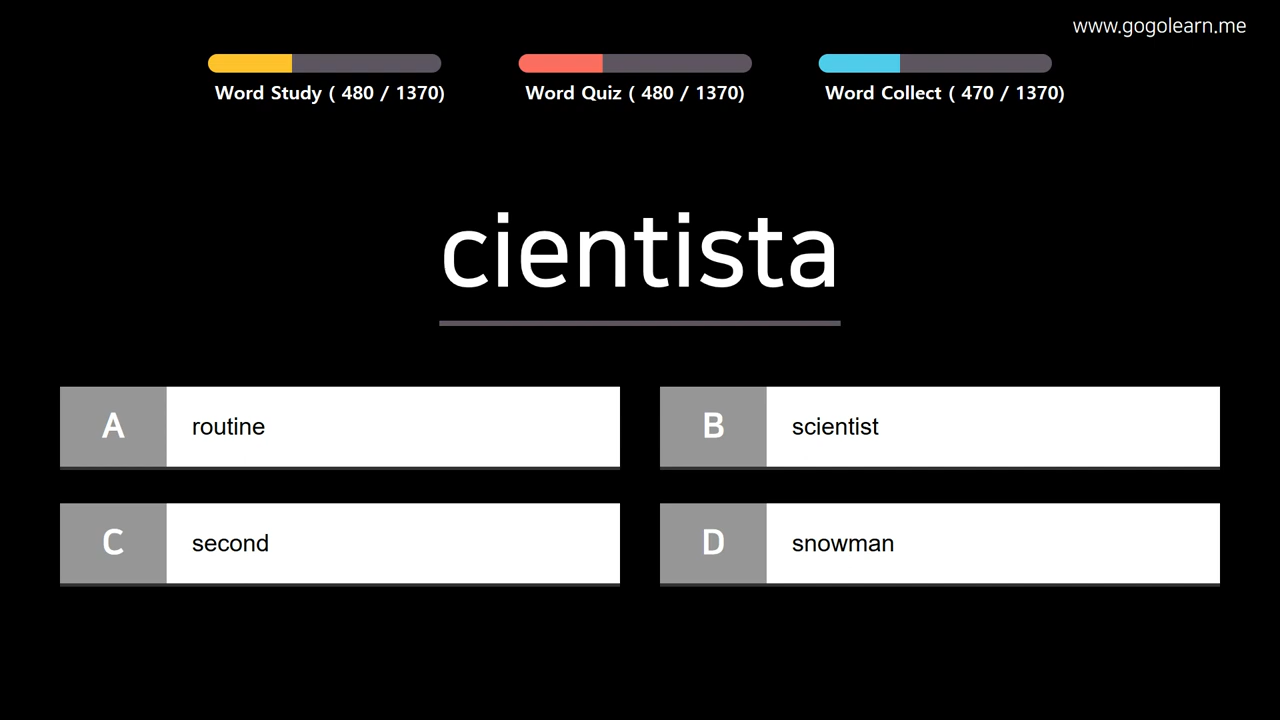 www.gogolearn.me
Word Study ( 480 / 1370)
Word Quiz ( 480 / 1370)
Word Collect ( 470 / 1370)
cientista
A routine
B scientist
C second
D snowman